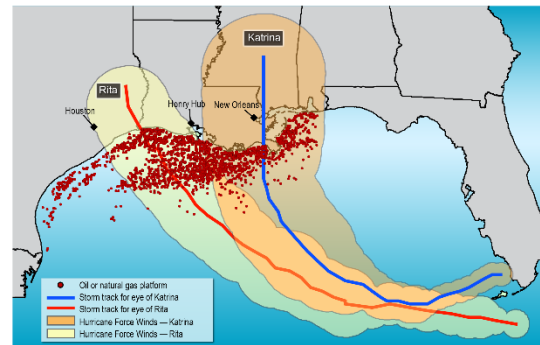 Katrina
Rita
Houston
Henry Hub
New Orleans
Oil or natural gas platform
Storm track for eye of Katrina
Storm track for eye of Rita
Hurricane Force Winds — Katrina
Hurricane Force Winds — Rita